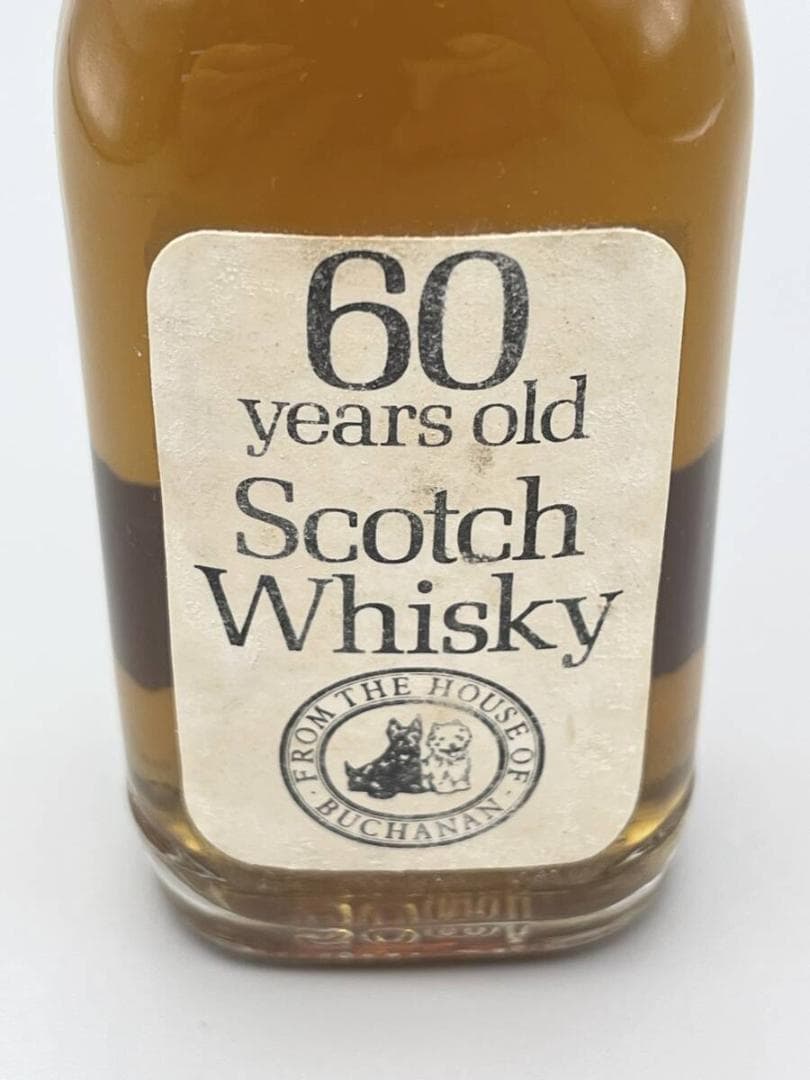 60
years old
Scotch
Whisky
FROM THE HOUSE OF
· BUCHANAN ·